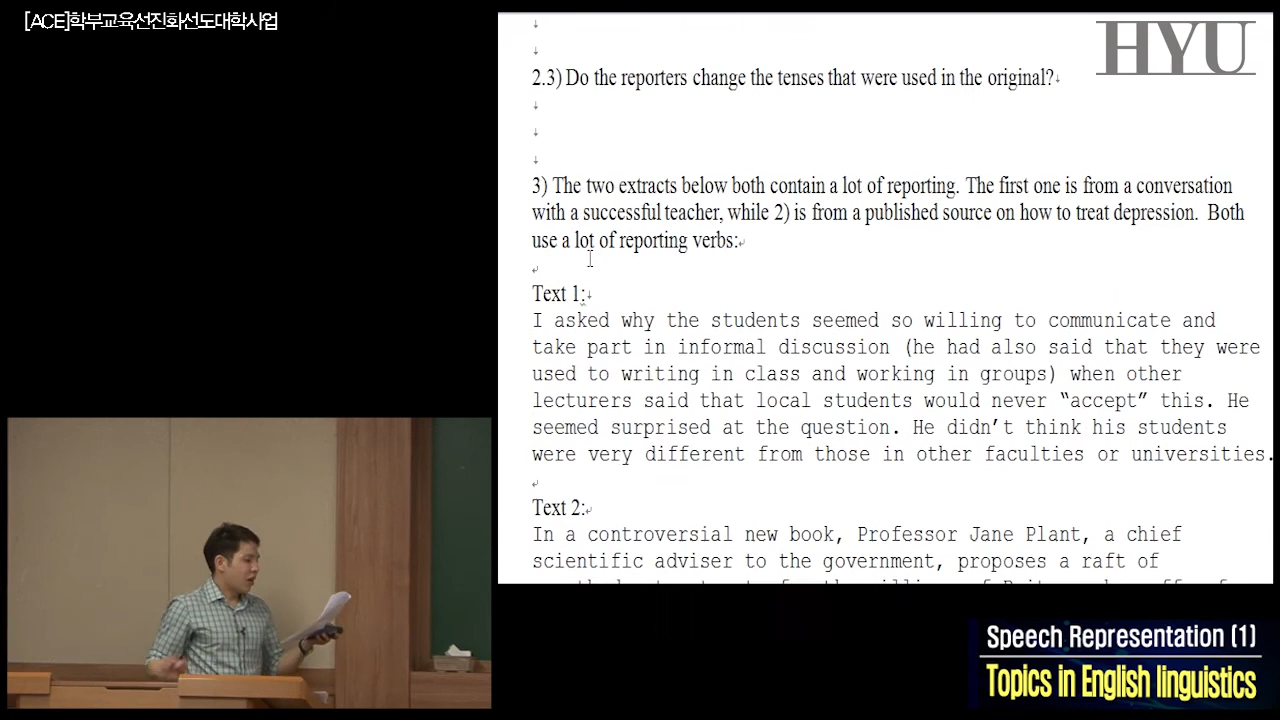 [ACE]학부교육선진화선도대학사업
HYU
2.3) Do the reporters change the tenses that were used in the original?
3) The two extracts below both contain a lot of reporting. The first one is from a conversation
with a successful teacher, while 2) is from a published source on how to treat depression. Both
use a lot of reporting verbs:
Text 1:
I asked why the students seemed so willing to communicate and
take part in informal discussion (he had also said that they were
used to writing in class and working in groups) when other
lecturers said that local students would never “accept” this. He
seemed surprised at the question. He didn’t think his students
were very different from those in other faculties or universities.
Text 2:
In a controversial new book, Professor Jane Plant, a chief
scientific adviser to the government, proposes a raft of
Speech Representation (1)
Topics in English linguistics